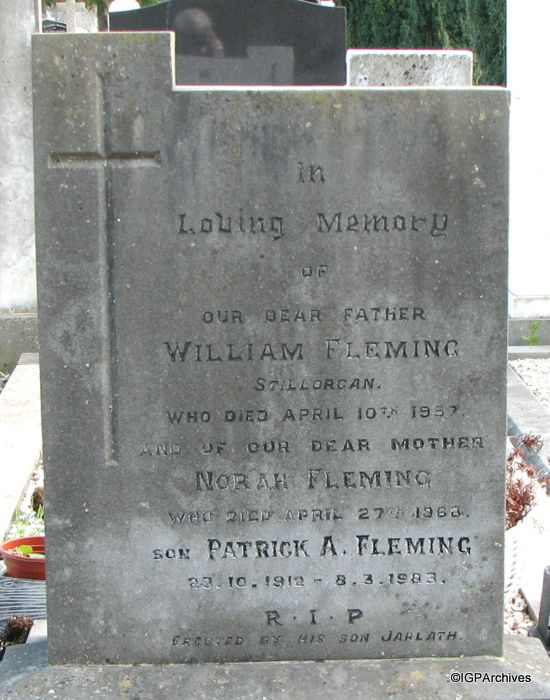 In
Loving Memory
OF
OUR DEAR FATHER
WILLIAM FLEMING
STILLORGAN.
WHO DIED APRIL 10TH 1957.
AND OF OUR DEAR MOTHER
NORAH FLEMING
WHO DIED APRIL 27TH 1968.
SON PATRICK A. FLEMING
23.10.1912 - 8.3.1983.
R·I·P
ERECTED BY HIS SON JARLATH.
©IGPArchives